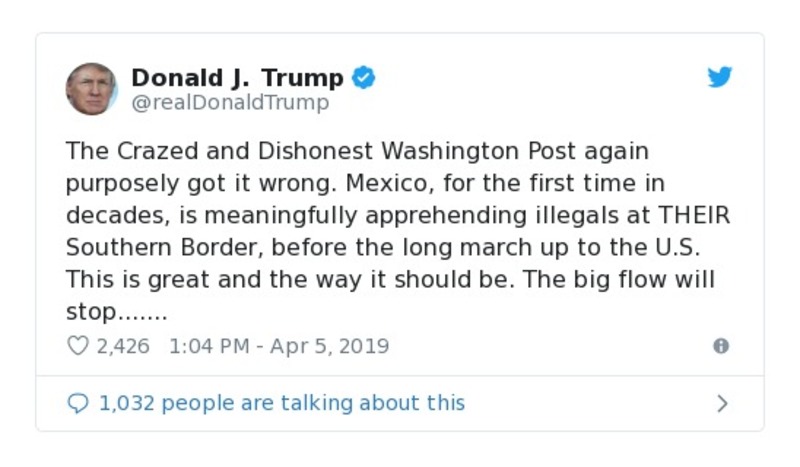 Donald J. Trump
@realDonaldTrump
The Crazed and Dishonest Washington Post again
purposely got it wrong. Mexico, for the first time in
decades, is meaningfully apprehending illegals at THEIR
Southern Border, before the long march up to the U.S.
This is great and the way it should be. The big flow will
stop.......
2,426 1:04 PM - Apr 5, 2019
1,032 people are talking about this